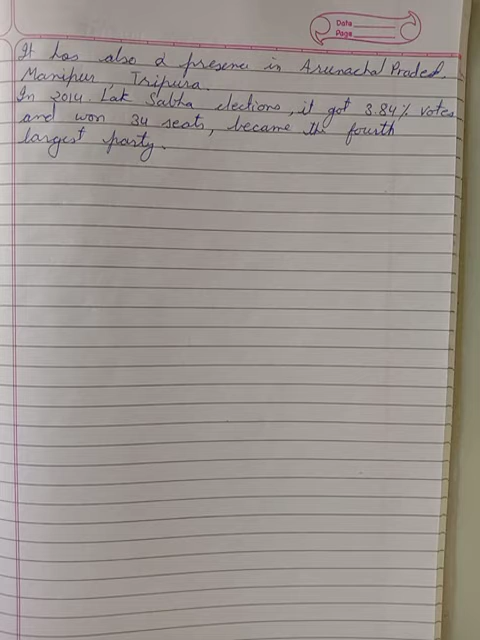 Date
Page
It has also a presence in Arunachal Pradesh,
Manipur, Tripura.
In 2014. Lak Sabha elections, it got 3.84% votes
and won 34 seats, became the fourth
largest party.